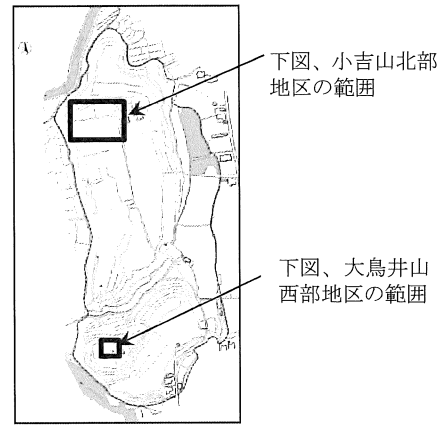 下図、小吉山北部
地区の範囲
下図、大鳥井山
西部地区の範囲